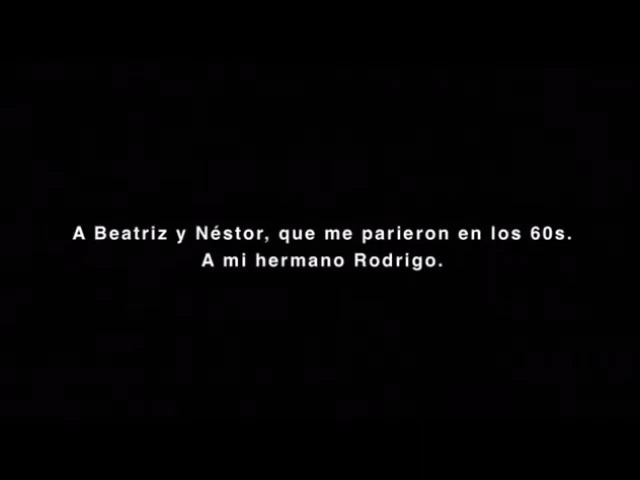 A Beatriz y Néstor, que me parieron en los 60s.
A mi hermano Rodrigo.